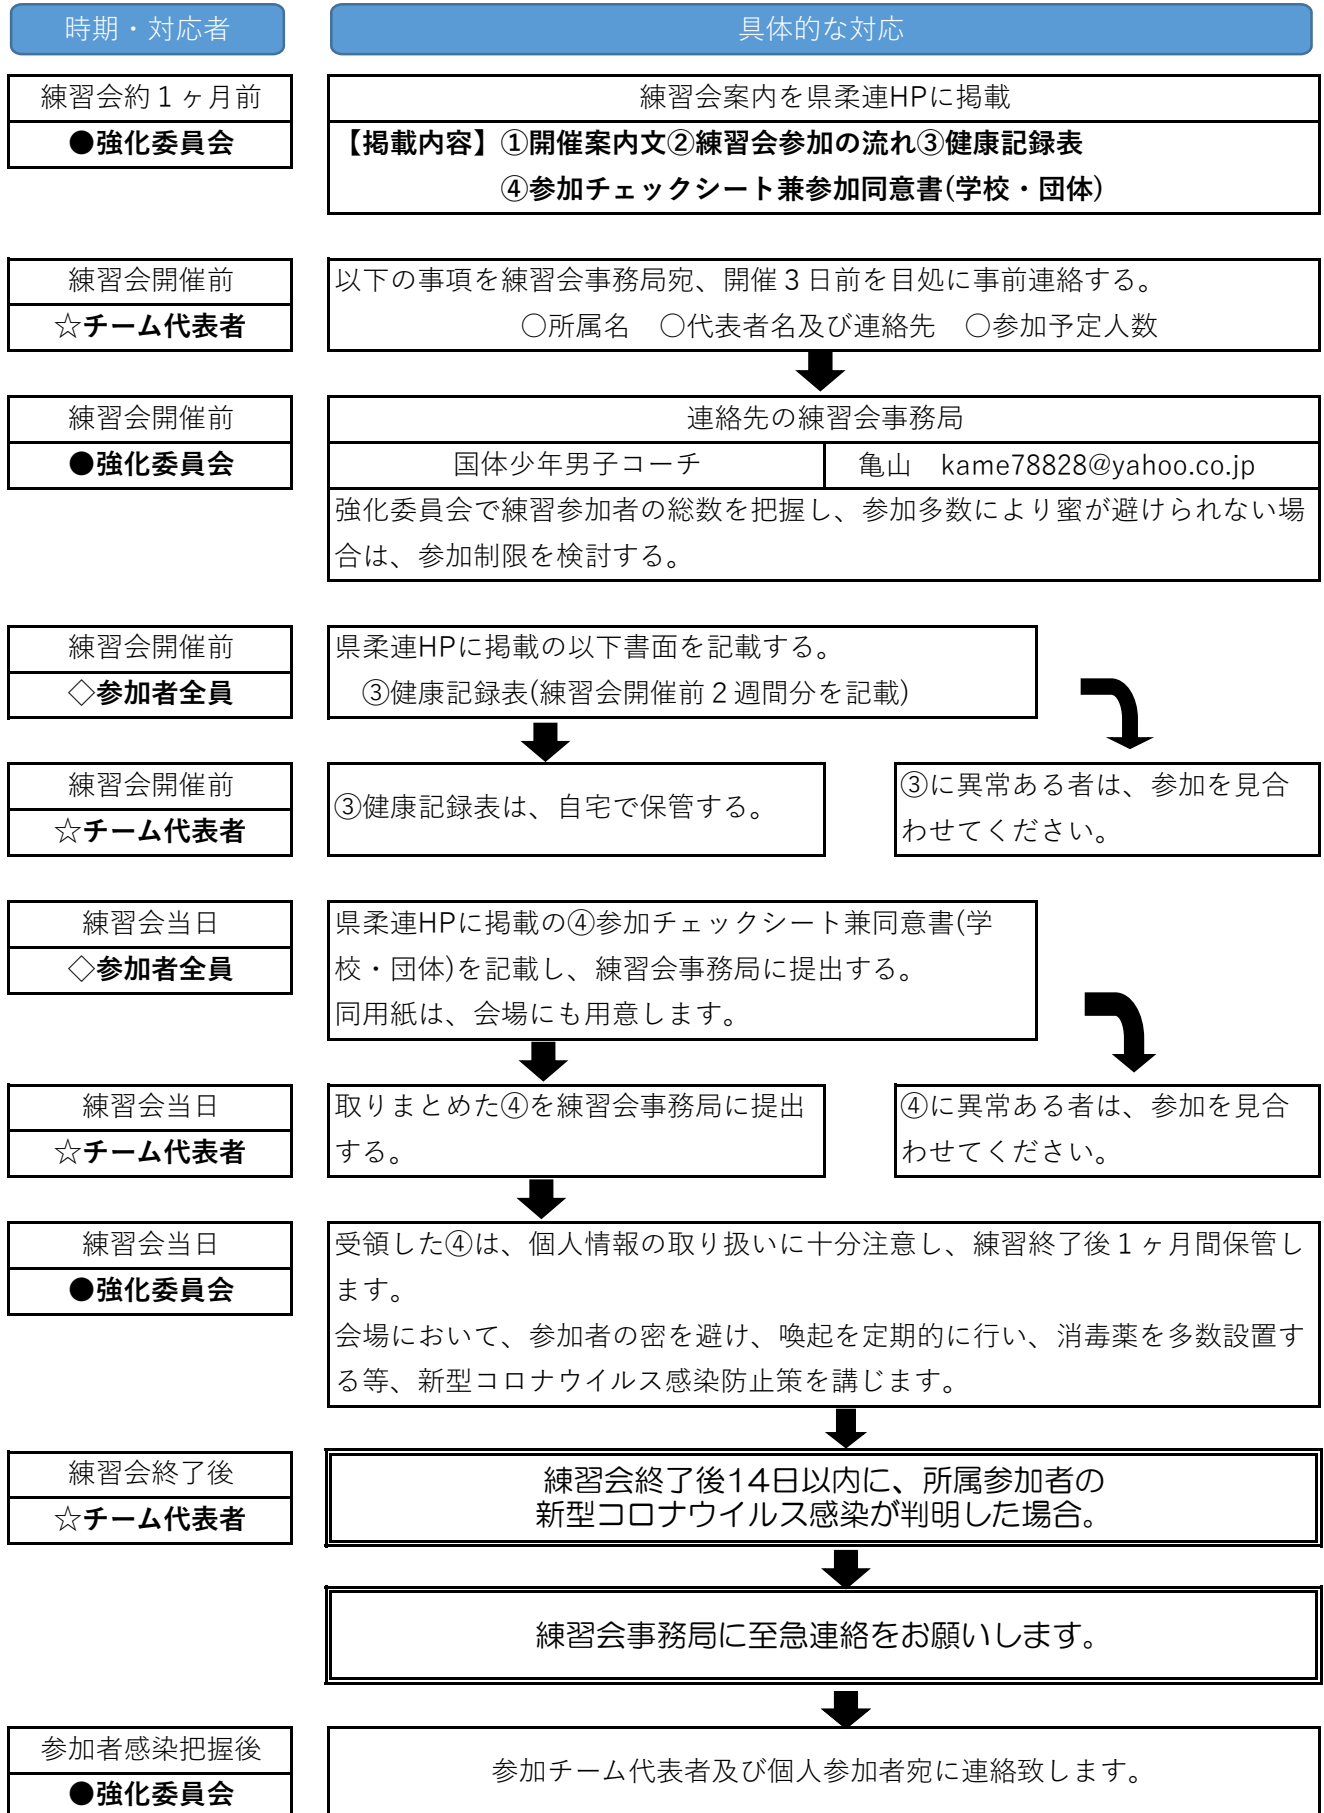 時期・対応者
具体的な対応
練習会約１ヶ月前
●強化委員会
練習会案内を県柔連HPに掲載
【掲載内容】①開催案内文②練習会参加の流れ③健康記録表
④参加チェックシート兼参加同意書(学校・団体)
練習会開催前
☆チーム代表者
以下の事項を練習会事務局宛、開催３日前を目処に事前連絡する。
○所属名　○代表者名及び連絡先　○参加予定人数
練習会開催前
●強化委員会
連絡先の練習会事務局
国体少年男子コーチ
亀山　kame78828@yahoo.co.jp
強化委員会で練習参加者の総数を把握し、参加多数により蜜が避けられない場
合は、参加制限を検討する。
練習会開催前
◇参加者全員
県柔連HPに掲載の以下書面を記載する。
③健康記録表(練習会開催前２週間分を記載)
練習会開催前
☆チーム代表者
③健康記録表は、自宅で保管する。
③に異常ある者は、参加を見合
わせてください。
練習会当日
◇参加者全員
県柔連HPに掲載の④参加チェックシート兼同意書(学
校・団体)を記載し、練習会事務局に提出する。
同用紙は、会場にも用意します。
練習会当日
☆チーム代表者
取りまとめた④を練習会事務局に提出
する。
④に異常ある者は、参加を見合
わせてください。
練習会当日
●強化委員会
受領した④は、個人情報の取り扱いに十分注意し、練習終了後１ヶ月間保管し
ます。
会場において、参加者の密を避け、喚起を定期的に行い、消毒薬を多数設置す
る等、新型コロナウイルス感染防止策を講じます。
練習会終了後
☆チーム代表者
練習会終了後14日以内に、所属参加者の
新型コロナウイルス感染が判明した場合。
練習会事務局に至急連絡をお願いします。
参加者感染把握後
●強化委員会
参加チーム代表者及び個人参加者宛に連絡致します。